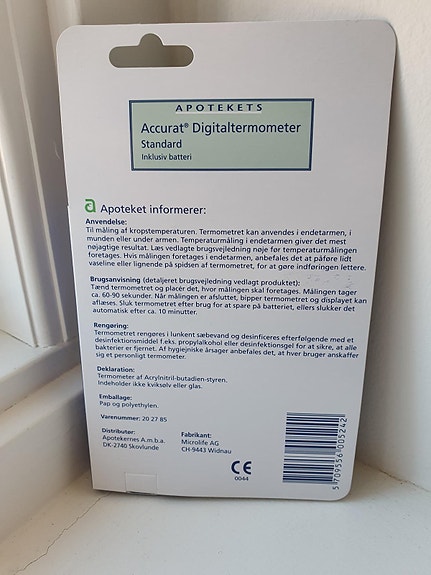 APOTEKETS
Accurat® Digitaltermometer
Standard
Inklusiv batteri
a Apoteket informerer:
Anvendelse:
Til måling af kropstemperaturen. Termometret kan anvendes i endetarmen, i
munden eller under armen. Temperaturmåling i endetarmen giver det mest
nøjagtige resultat. Læs vedlagte brugsvejledning nøje før temperaturmålingen
foretages. Hvis målingen foretages i endetarmen, anbefales det at påføre lidt
vaseline eller lignende på spidsen af termometret, for at gøre indføringen lettere.
Brugsanvisning (detaljeret brugsvejledning vedlagt produktet):
Tænd termometret og placér det, hvor målingen skal foretages. Målingen tager
ca. 60-90 sekunder. Når målingen er afsluttet, bipper termometret og displayet kan
aflæses. Sluk termometret efter brug for at spare på batteriet, ellers slukker det
automatisk efter ca. 10 minutter.
Rengøring:
Termometret rengøres i lunkent sæbevand og desinficeres efterfølgende med et
desinfektionsmiddel f.eks. propylalkohol eller desinfektionsgel for at sikre, at alle
bakterier er fjernet. Af hygiejniske årsager anbefales det, at hver bruger anskaffer
sig et personligt termometer.
Deklaration:
Termometer af Acrylnitril-butadien-styren.
Indeholder ikke kviksølv eller glas.
Emballage:
Pap og polyethylen.
Varenummer: 20 27 85
Distributør:
Apotekernes A.m.b.a.
DK-2740 Skovlunde
Fabrikant:
Microlife AG
CH-9443 Widnau
CE
0044
5 709556 005242